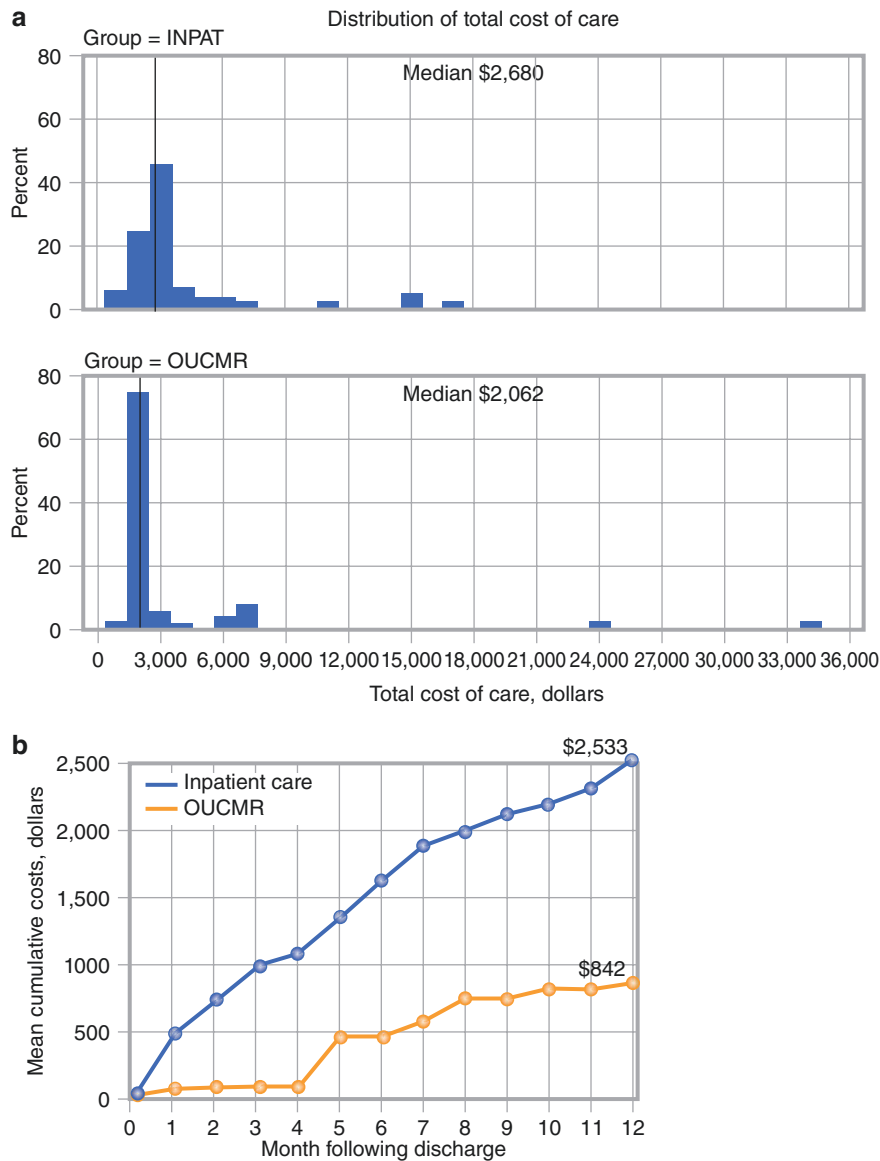 a
Distribution of total cost of care
Group = INPAT
Median $2,680
80
60
40
20
0
Percent
Group = OUCMR
Median $2,062
80
60
40
20
0
Percent
0 3,000 6,000 9,000 12,000 15,000 18,000 21,000 24,000 27,000 30,000 33,000 36,000
Total cost of care, dollars
b
$2,533
Inpatient care
OUCMR
$842
2,500
2,000
1,500
1000
500
0
Mean cumulative costs, dollars
0 1 2 3 4 5 6 7 8 9 10 11 12
Month following discharge